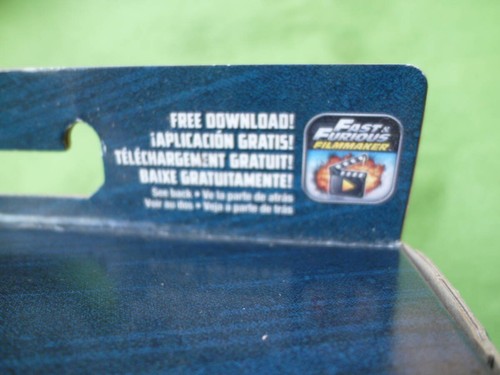 FREE DOWNLOAD!
¡APLICACIÓN GRATIS!
TÉLÉCHARGEMENT GRATUIT!
BAIXE GRATUITAMENTE!
See back • Ve la parte de atrás
Voir au dos • Veja a parte de trás
FAST &
FURIOUS
FILMMAKER